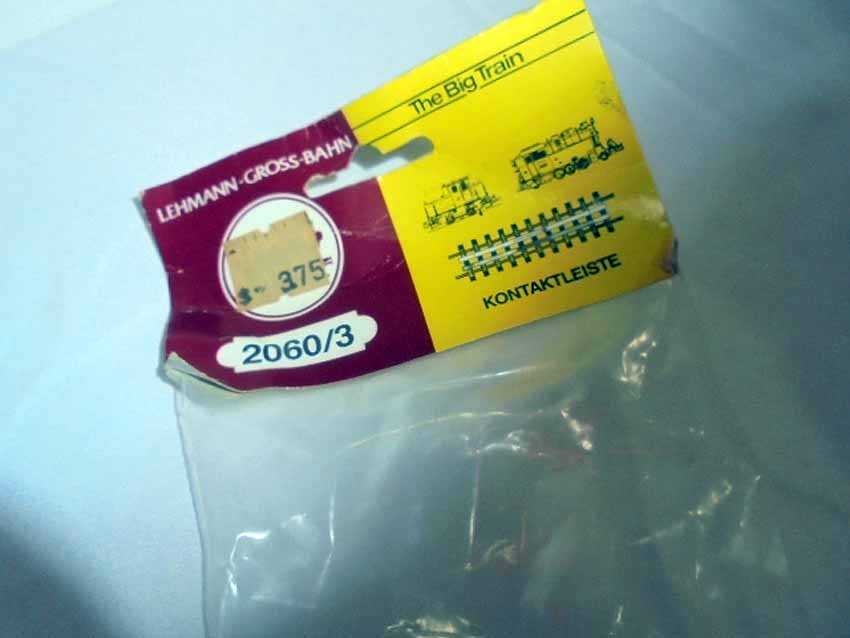 The Big Train
LEHMANN-GROSS-BAHN
$ 375
2060/3
KONTAKTLEISTE